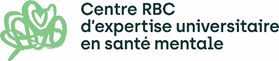 Centre RBC
d'expertise universitaire
en santé mentale